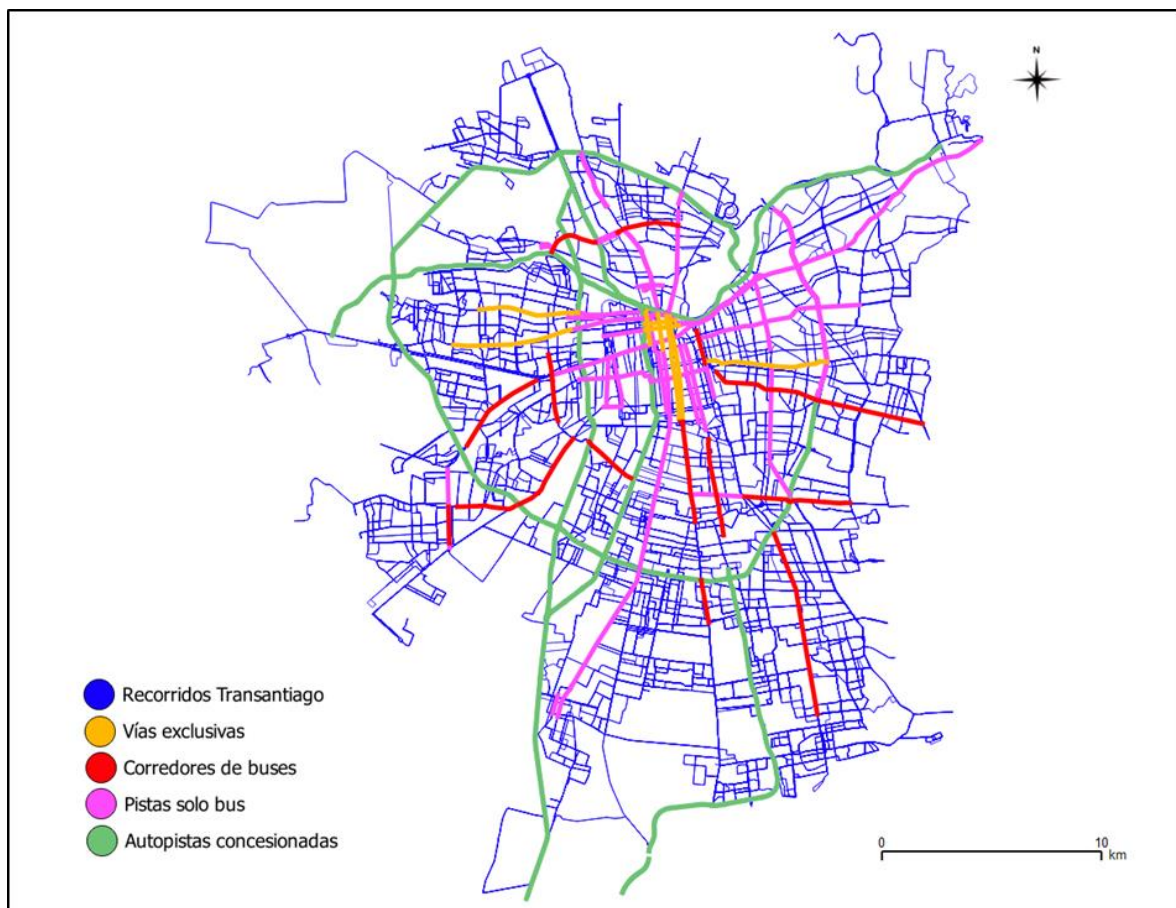 N
Recorridos Transantiago
Vías exclusivas
Corredores de buses
Pistas solo bus
Autopistas concesionadas
0 10
km